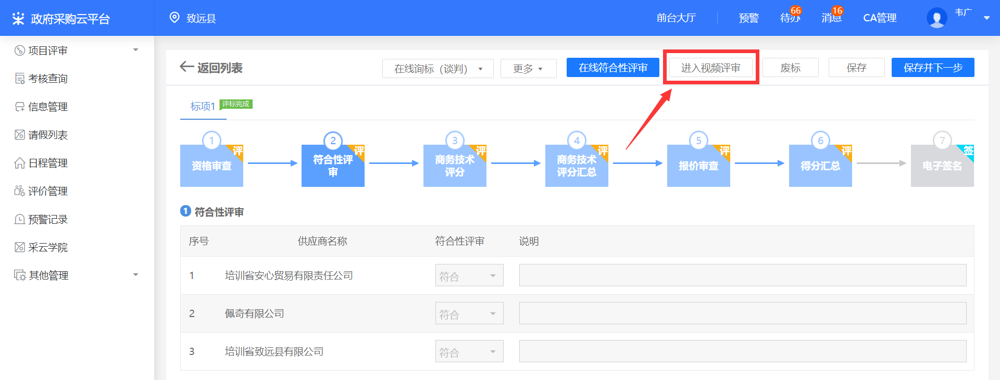 政府采购云平台
致远县
前台大厅
预警
待办
66
消息
16
CA管理
韦广
项目评审
考核查询
信息管理
请假列表
日程管理
评价管理
预警记录
采云学院
其他管理
返回列表
在线询标（谈判）
更多
在线符合性评审
进入视频评审
废标
保存
保存并下一步
标项1
评标完成
1
资格审查
评
2
符合性评
审
评
3
商务技术
评分
评
4
商务技术
评分汇总
评
5
报价审查
评
6
得分汇总
评
7
电子签名
签
1 符合性评审
序号 供应商名称 符合性评审 说明
1 培训省安心贸易有限责任公司 符合
2 佩奇有限公司 符合
3 培训省致远县有限公司 符合